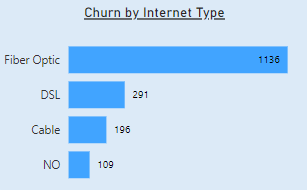 Churn by Internet Type
Fiber Optic 1136
DSL 291
Cable 196
NO 109